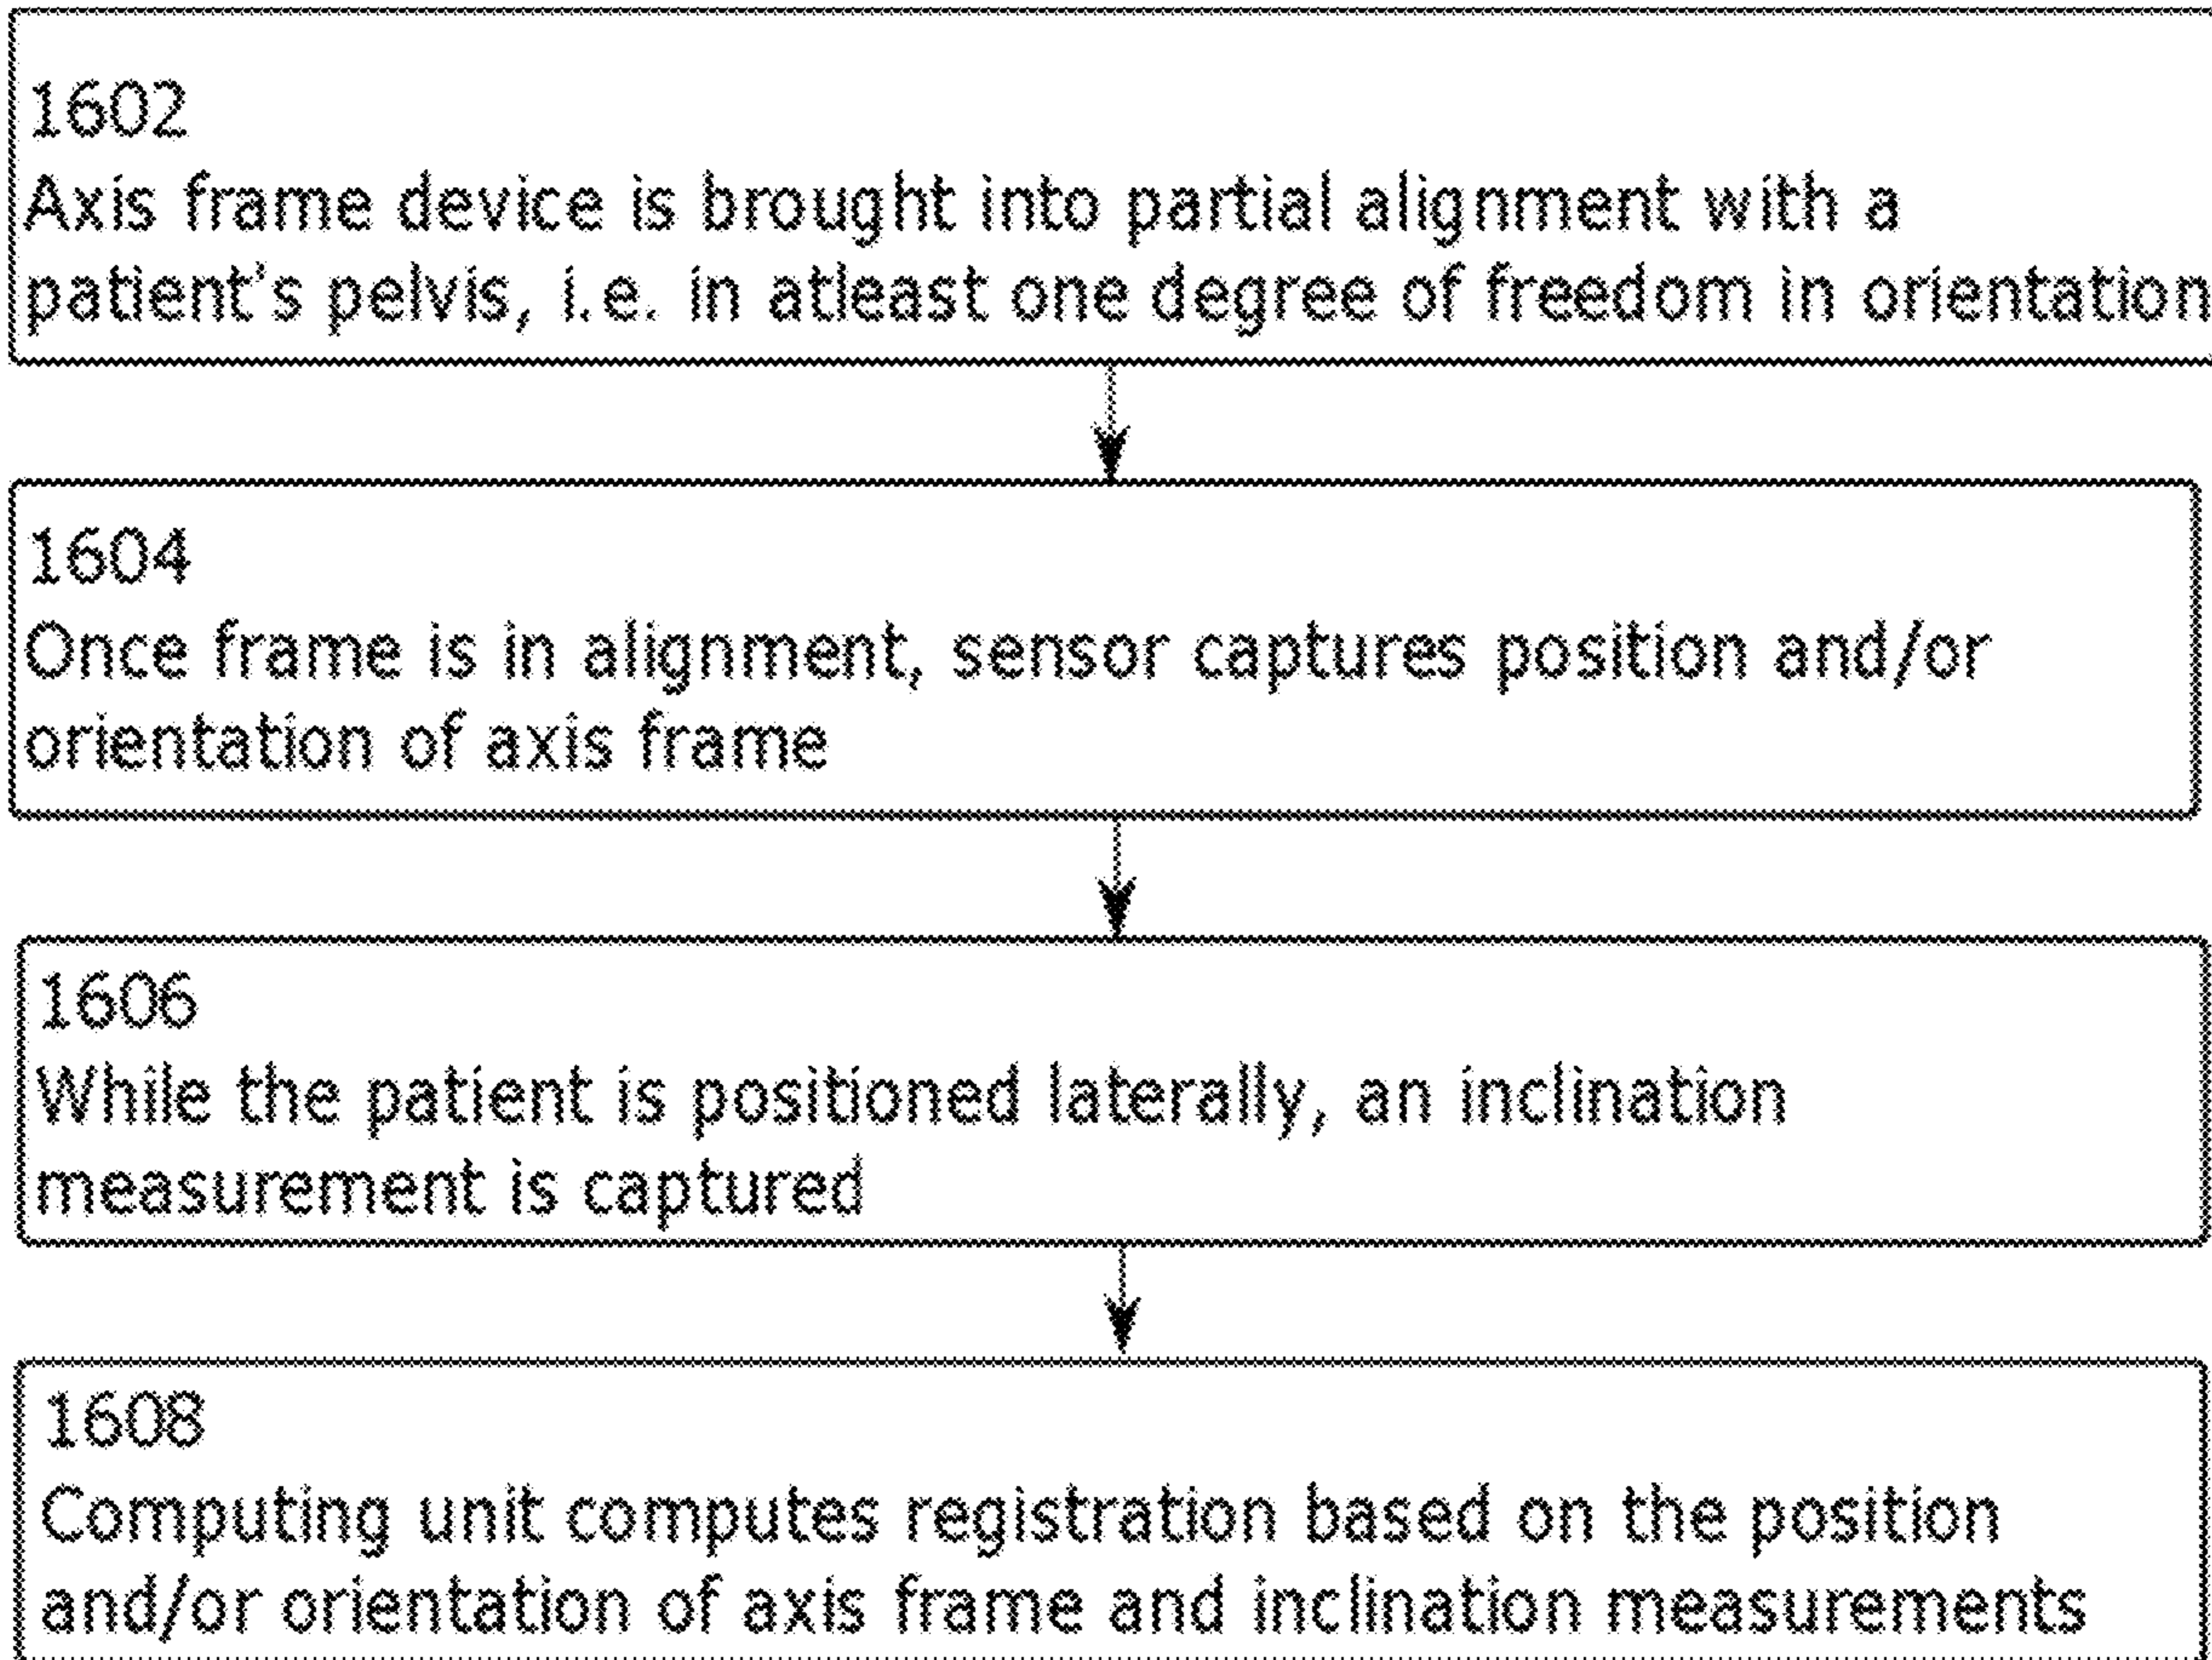 1602
Axis frame device is brought into partial alignment with a
patient's pelvis, i.e. in atleast one degree of freedom in orientation
1604
Once frame is in alignment, sensor captures position and/or
orientation of axis frame
1606
While the patient is positioned laterally, an inclination
measurement is captured
1608
Computing unit computes registration based on the position
and/or orientation of axis frame and inclination measurements